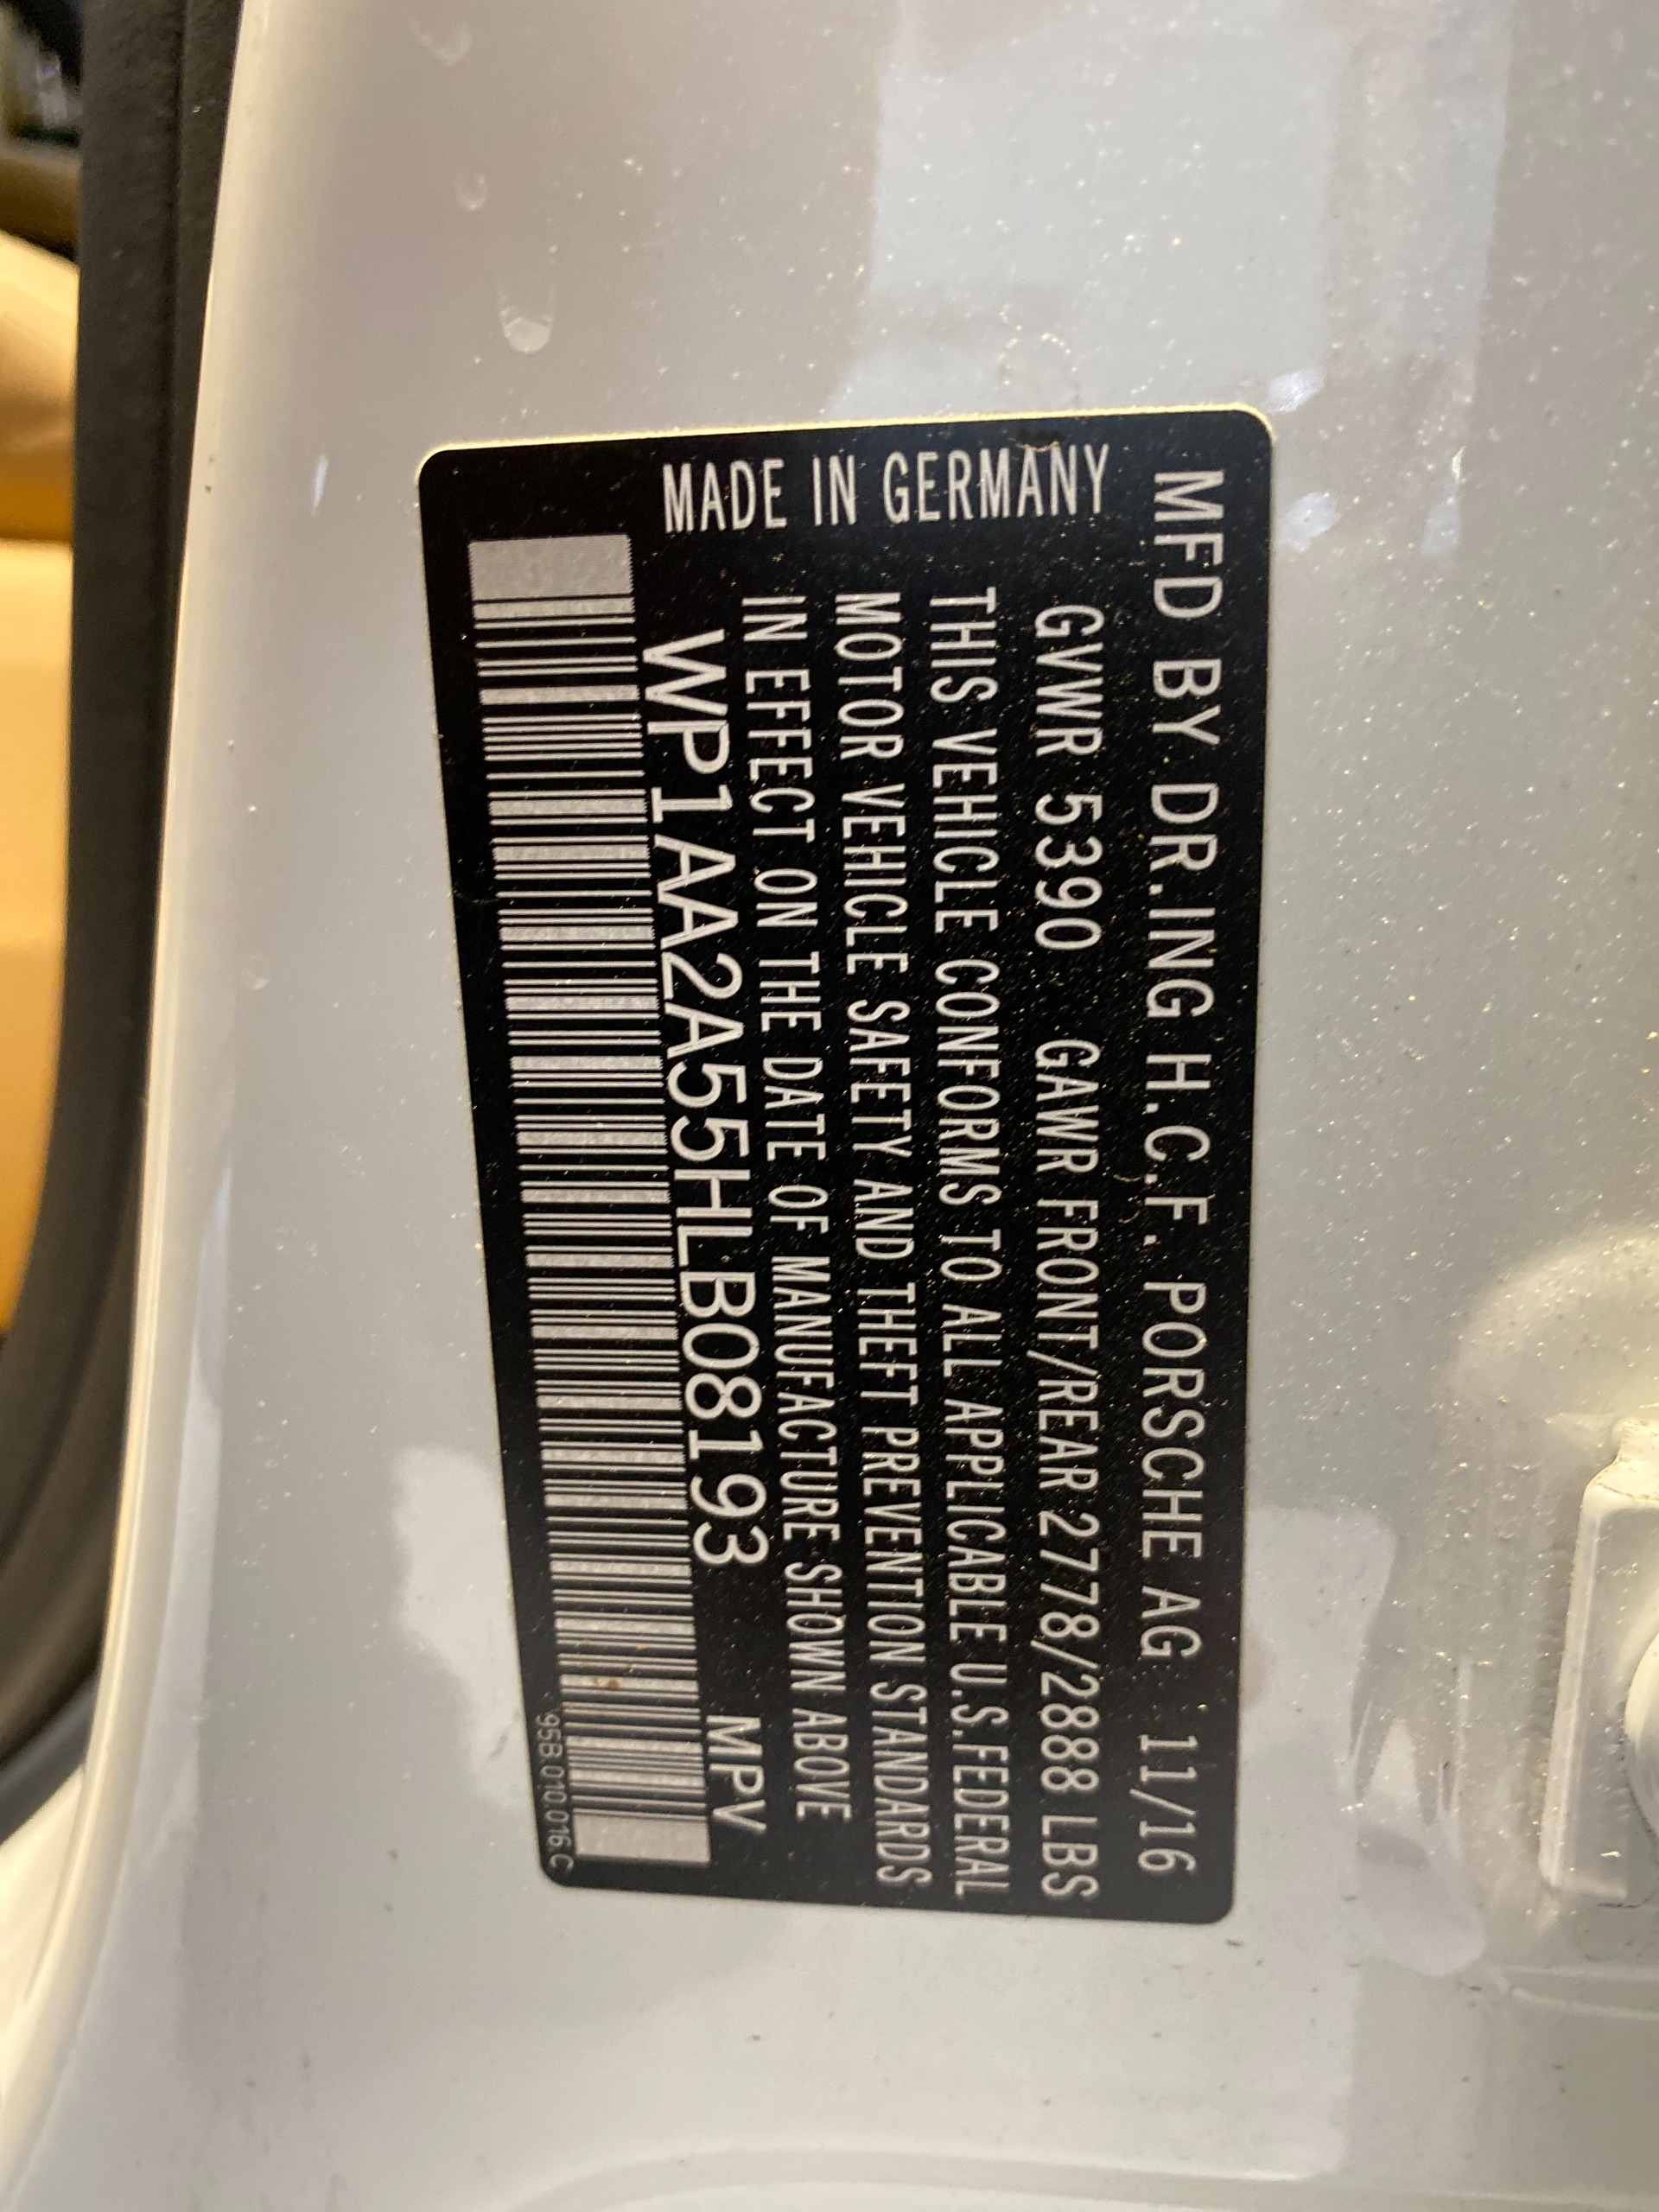 MFD BY DR.ING H.C.F. PORSCHE AG 11/16
GVWR 5390 GAWR FRONT/REAR 2778/2888 LBS
THIS VEHICLE CONFORMS TO ALL APPLICABLE U.S.FEDERAL
MOTOR VEHICLE SAFETY AND THEFT PREVENTION STANDARDS
IN EFFECT ON THE DATE OF MANUFACTURE SHOWN ABOVE
MADE IN GERMANY
WP1AA2A55HLB08193 MPV
95B.010.016.C